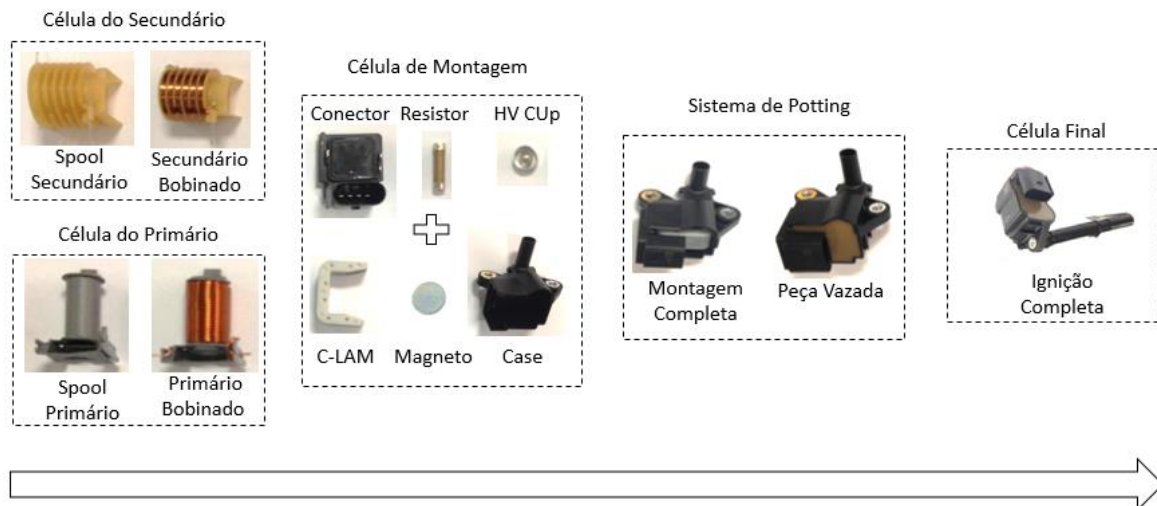 Célula do Secundário
Spool
Secundário
Secundário
Bobinado
Célula do Primário
Spool
Primário
Primário
Bobinado
Célula de Montagem
Conector
Resistor
HV CUp
C-LAM
Magneto
Case
Sistema de Potting
Montagem
Completa
Peça Vazada
Célula Final
Ignição
Completa